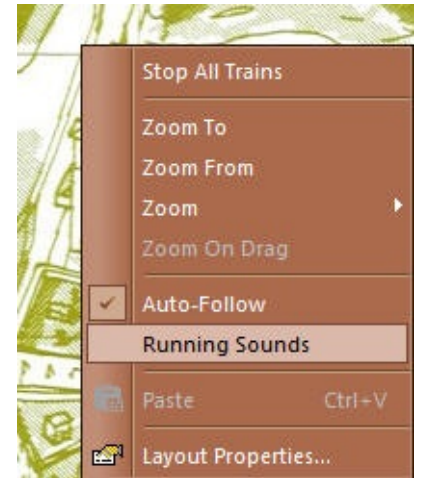 Stop All Trains
Zoom To
Zoom From
Zoom
Zoom On Drag
Auto-Follow
Running Sounds
Paste Ctrl+V
Layout Properties...